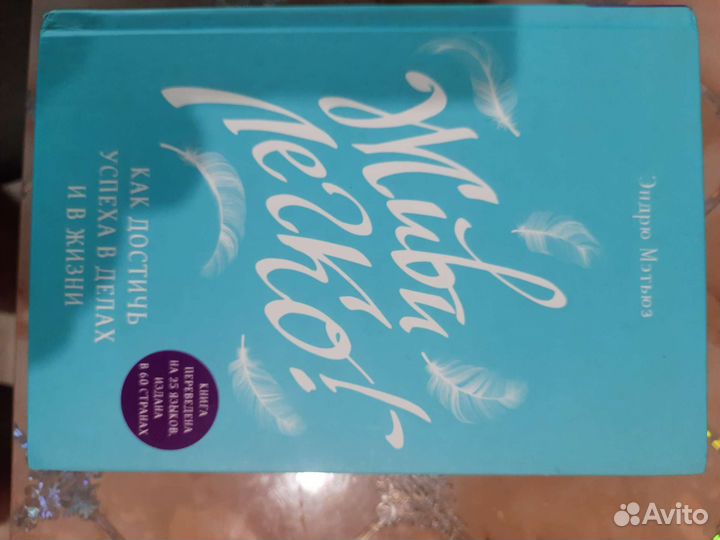 Эндрю Мэтьюз
Живи
легко!
КАК ДОСТИЧЬ
УСПЕХА В ДЕЛАХ
И В ЖИЗНИ
КНИГА
ПЕРЕВЕДЕНА
НА 25 ЯЗЫКОВ,
ИЗДАНА
В 60 СТРАНАХ
Avito